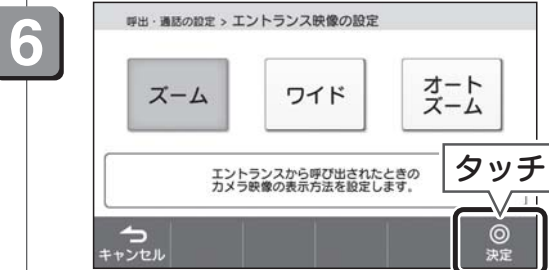 6
呼出・通話の設定 > エントランス映像の設定
ズーム
ワイド
オート
ズーム
エントランスから呼び出されたときの
カメラ映像の表示方法を設定します。
タッチ
キャンセル
決定